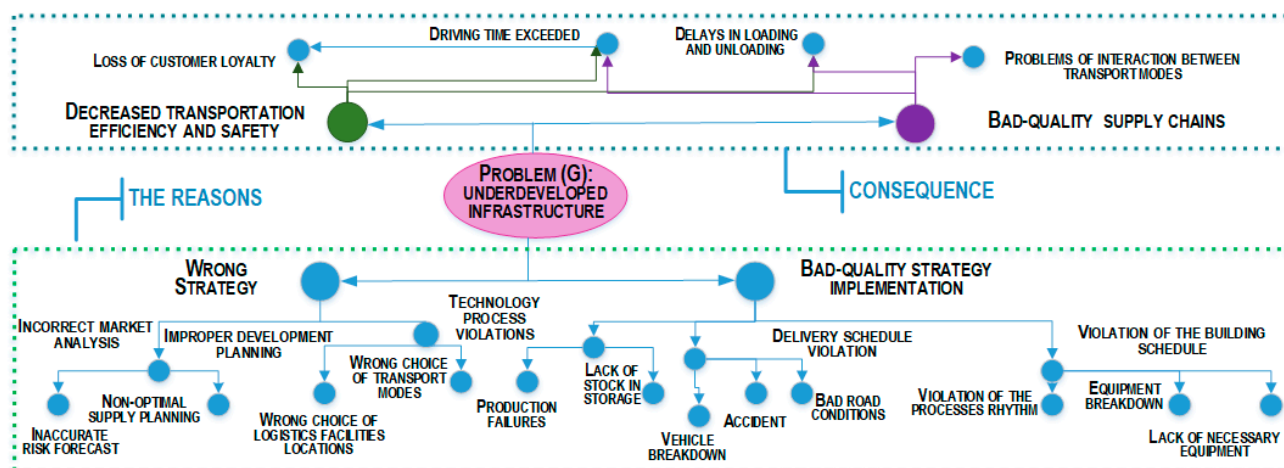 DRIVING TIME EXCEEDED
DELAYS IN LOADING
AND UNLOADING
LOSS OF CUSTOMER LOYALTY
PROBLEMS OF INTERACTION BETWEEN
TRANSPORT MODES
DECREASED TRANSPORTATION
EFFICIENCY AND SAFETY
BAD-QUALITY SUPPLY CHAINS
PROBLEM (G):
UNDERDEVELOPED
INFRASTRUCTURE
THE REASONS
CONSEQUENCE
WRONG
STRATEGY
BAD-QUALITY STRATEGY
IMPLEMENTATION
INCORRECT MARKET
ANALYSIS
IMPROPER DEVELOPMENT
PLANNING
TECHNOLOGY
PROCESS
VIOLATIONS
DELIVERY SCHEDULE
VIOLATION
VIOLATION OF THE BUILDING
SCHEDULE
NON-OPTIMAL
SUPPLY PLANNING
INACCURATE
RISK FORECAST
WRONG CHOICE
OF TRANSPORT
MODES
WRONG CHOICE OF
LOGISTICS FACILITIES
LOCATIONS
PRODUCTION
FAILURES
LACK OF
STOCK IN
STORAGE
VEHICLE
BREAKDOWN
ACCIDENT
BAD ROAD
CONDITIONS
VIOLATION OF THE
PROCESSES RHYTHM
EQUIPMENT
BREAKDOWN
LACK OF NECESSARY
EQUIPMENT